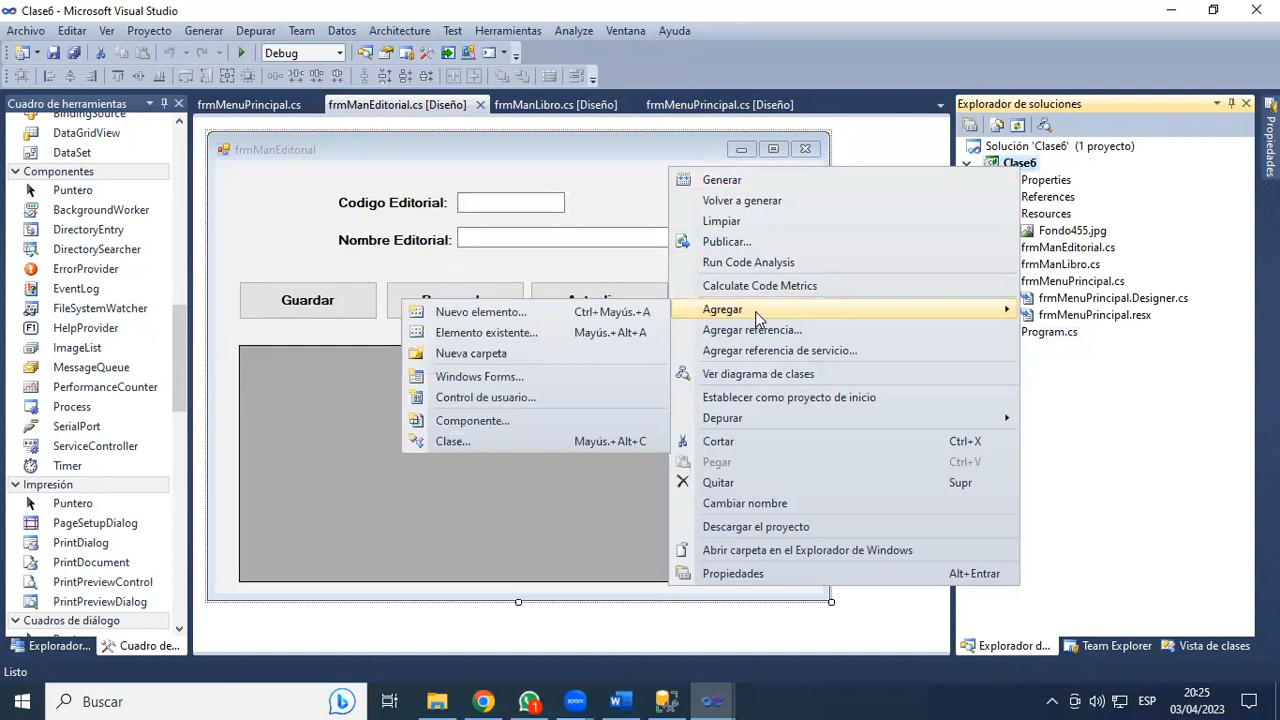 Clase6 - Microsoft Visual Studio
Archivo Editar Ver Proyecto Generar Depurar Team Datos Architecture Test Herramientas Analyze Ventana Ayuda
Debug
Cuadro de herramientas
frmMenuPrincipal.cs frmManEditorial.cs [Diseño] frmManLibro.cs [Diseño] frmMenuPrincipal.cs [Diseño]
Explorador de soluciones
Propiedades
BindingSource
DataGridView
DataSet
Componentes
Puntero
BackgroundWorker
DirectoryEntry
DirectorySearcher
ErrorProvider
EventLog
FileSystemWatcher
HelpProvider
ImageList
MessageQueue
PerformanceCounter
Process
SerialPort
ServiceController
Timer
Impresión
Puntero
PageSetupDialog
PrintDialog
PrintDocument
PrintPreviewControl
PrintPreviewDialog
Cuadros de diálogo
Explorador... Cuadro de...
frmManEditorial
Codigo Editorial:
Nombre Editorial:
Guardar
Nuevo elemento... Ctrl+Mayús.+A
Elemento existente... Mayús.+Alt+A
Nueva carpeta
Windows Forms...
Control de usuario...
Componente...
Clase... Mayús.+Alt+C
Generar
Volver a generar
Limpiar
Publicar...
Run Code Analysis
Calculate Code Metrics
Agregar
Agregar referencia...
Agregar referencia de servicio...
Ver diagrama de clases
Establecer como proyecto de inicio
Depurar
Cortar Ctrl+X
Pegar Ctrl+V
Quitar Supr
Cambiar nombre
Descargar el proyecto
Abrir carpeta en el Explorador de Windows
Propiedades Alt+Entrar
Solución 'Clase6' (1 proyecto)
Clase6
Properties
References
Resources
Fondo455.jpg
frmManEditorial.cs
frmManLibro.cs
frmMenuPrincipal.cs
frmMenuPrincipal.Designer.cs
frmMenuPrincipal.resx
Program.cs
Explorador d... Team Explorer Vista de clases
Listo
Buscar
zoom
1
ESP
20:25
03/04/2023